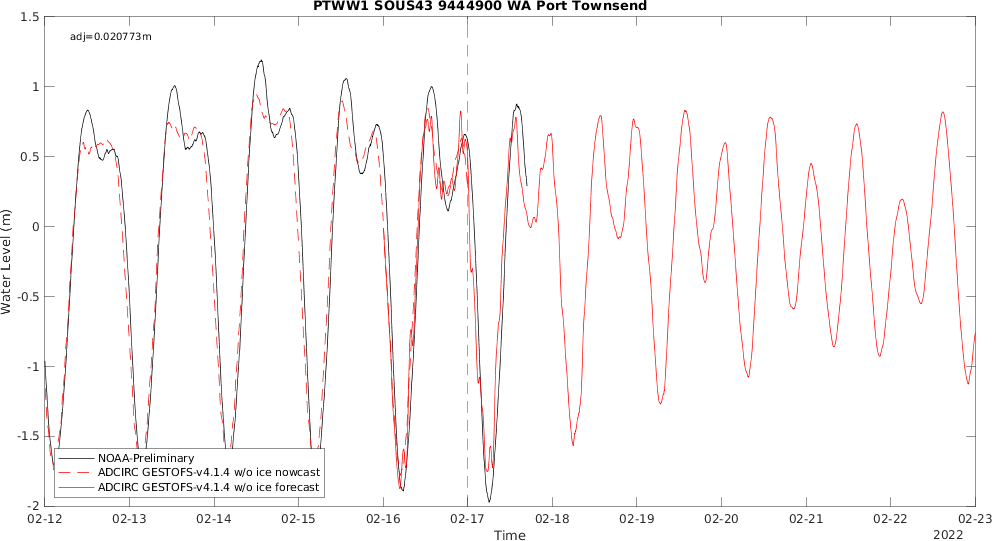 PTWW1 SOUS43 9444900 WA Port Townsend
adj=0.020773m
1.5
1
0.5
0
-0.5
-1
-1.5
-2
Water Level (m)
NOAA-Preliminary
ADCIRC GESTOFS-v4.1.4 w/o ice nowcast
ADCIRC GESTOFS-v4.1.4 w/o ice forecast
02-12 02-13 02-14 02-15 02-16 02-17 02-18 02-19 02-20 02-21 02-22 02-23
Time
2022